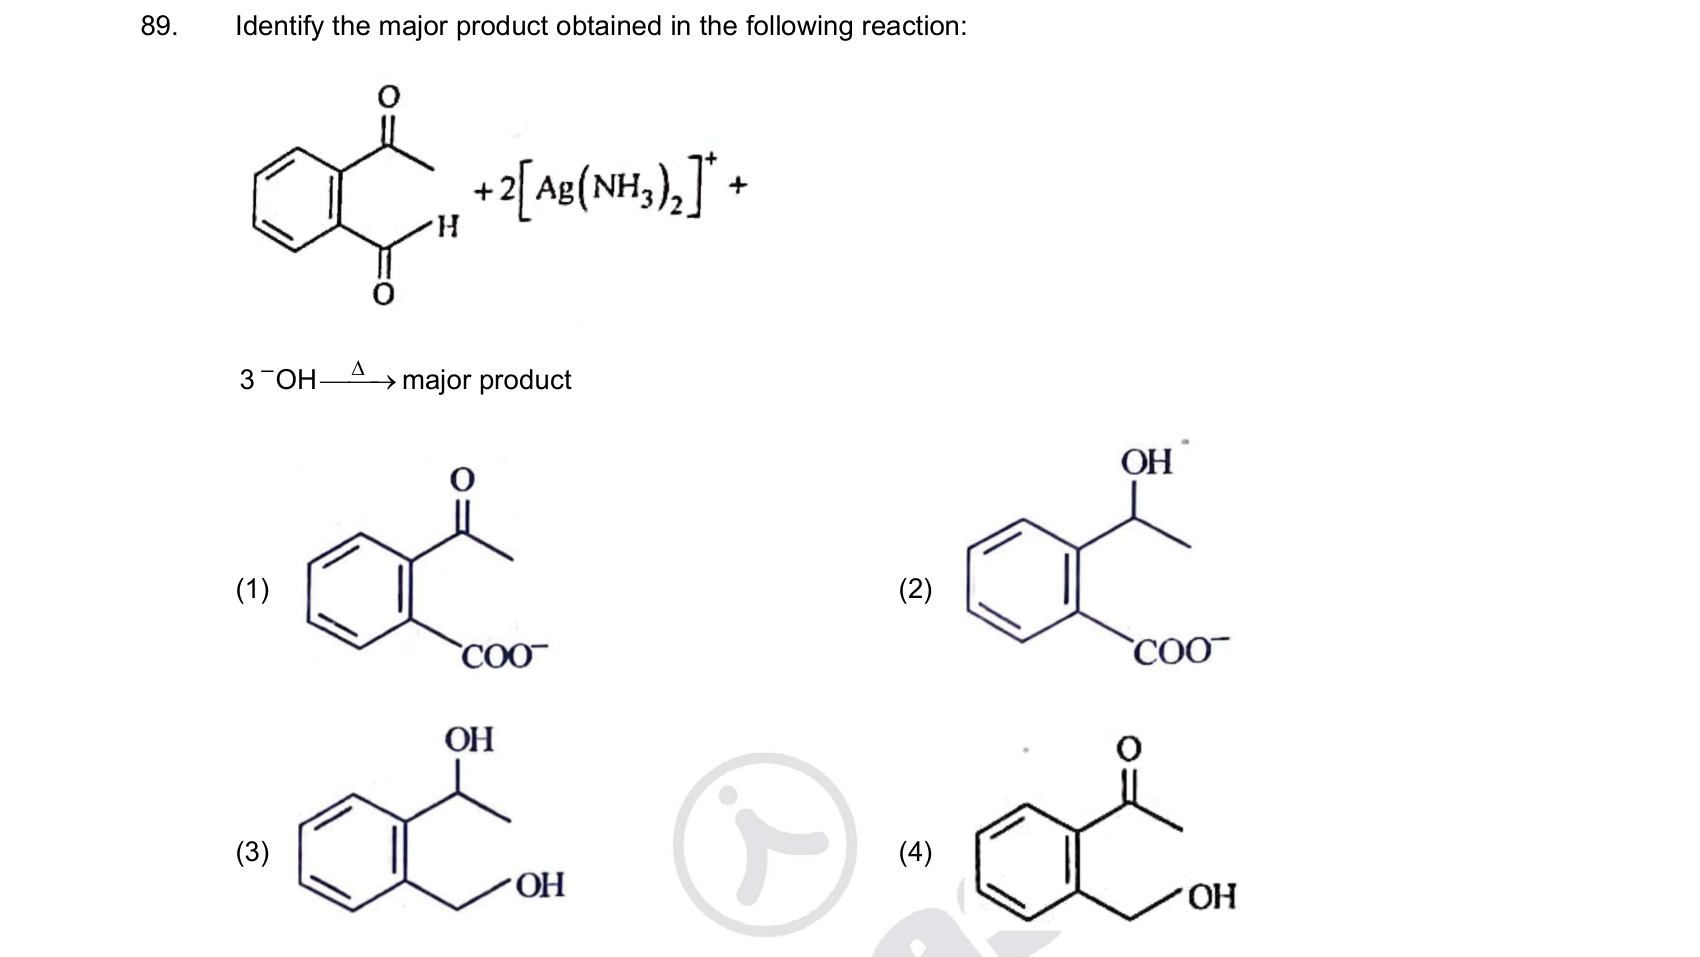 89. Identify the major product obtained in the following reaction:
O
H
O
+2[Ag(NH₃)₂]⁺ +
3 ⁻OH —Δ→ major product
(1)
O
COO⁻
(2)
OH
COO⁻
(3)
OH
OH
(4)
O
OH